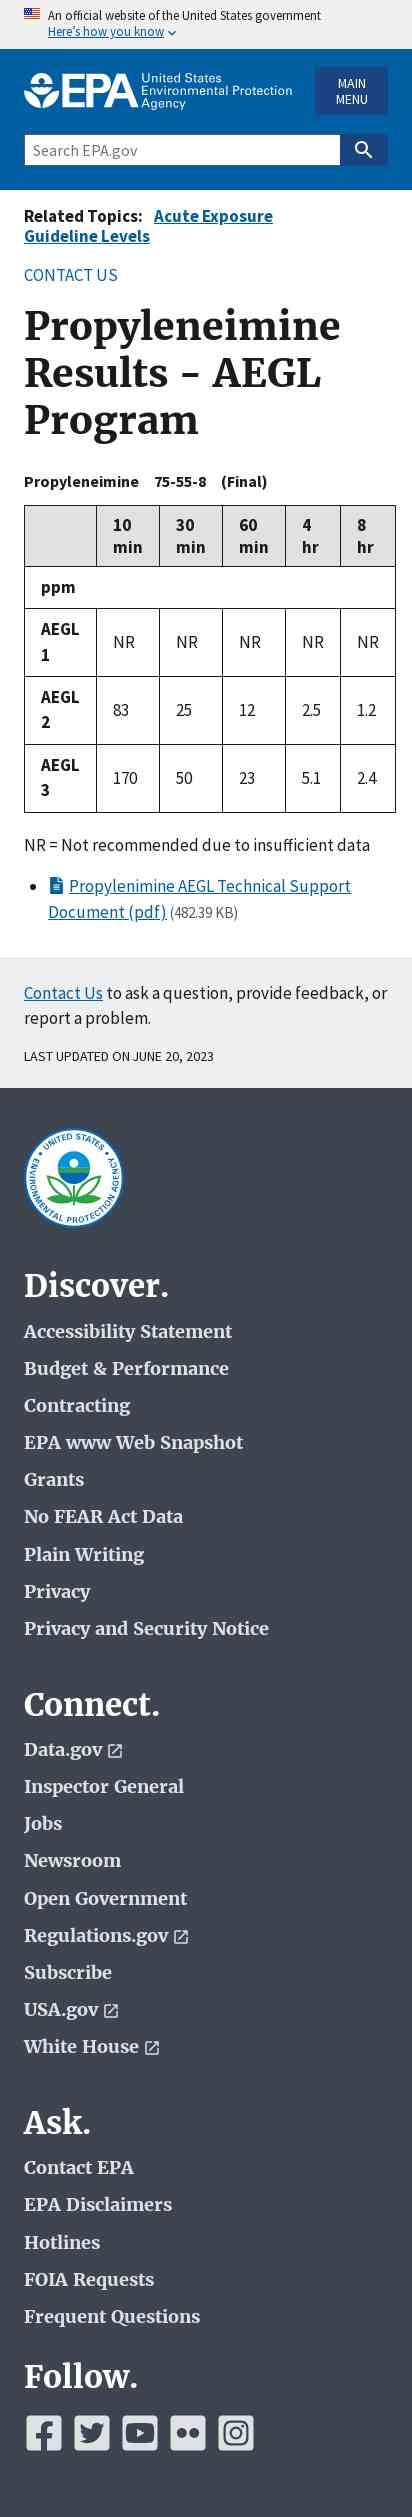 An official website of the United States government
Here's how you know
EPA United States
Environmental Protection
Agency
MAIN
MENU
Search EPA.gov
Related Topics: Acute Exposure
Guideline Levels
CONTACT US
Propyleneimine
Results - AEGL
Program
Propyleneimine 75-55-8 (Final)
10 min 30 min 60 min 4 hr 8 hr
ppm
AEGL 1 NR NR NR NR NR
AEGL 2 83 25 12 2.5 1.2
AEGL 3 170 50 23 5.1 2.4
NR = Not recommended due to insufficient data
Propylenimine AEGL Technical Support
Document (pdf) (482.39 KB)
Contact Us to ask a question, provide feedback, or
report a problem.
LAST UPDATED ON JUNE 20, 2023
UNITED STATES
ENVIRONMENTAL PROTECTION AGENCY
Discover.
Accessibility Statement
Budget & Performance
Contracting
EPA www Web Snapshot
Grants
No FEAR Act Data
Plain Writing
Privacy
Privacy and Security Notice
Connect.
Data.gov
Inspector General
Jobs
Newsroom
Open Government
Regulations.gov
Subscribe
USA.gov
White House
Ask.
Contact EPA
EPA Disclaimers
Hotlines
FOIA Requests
Frequent Questions
Follow.